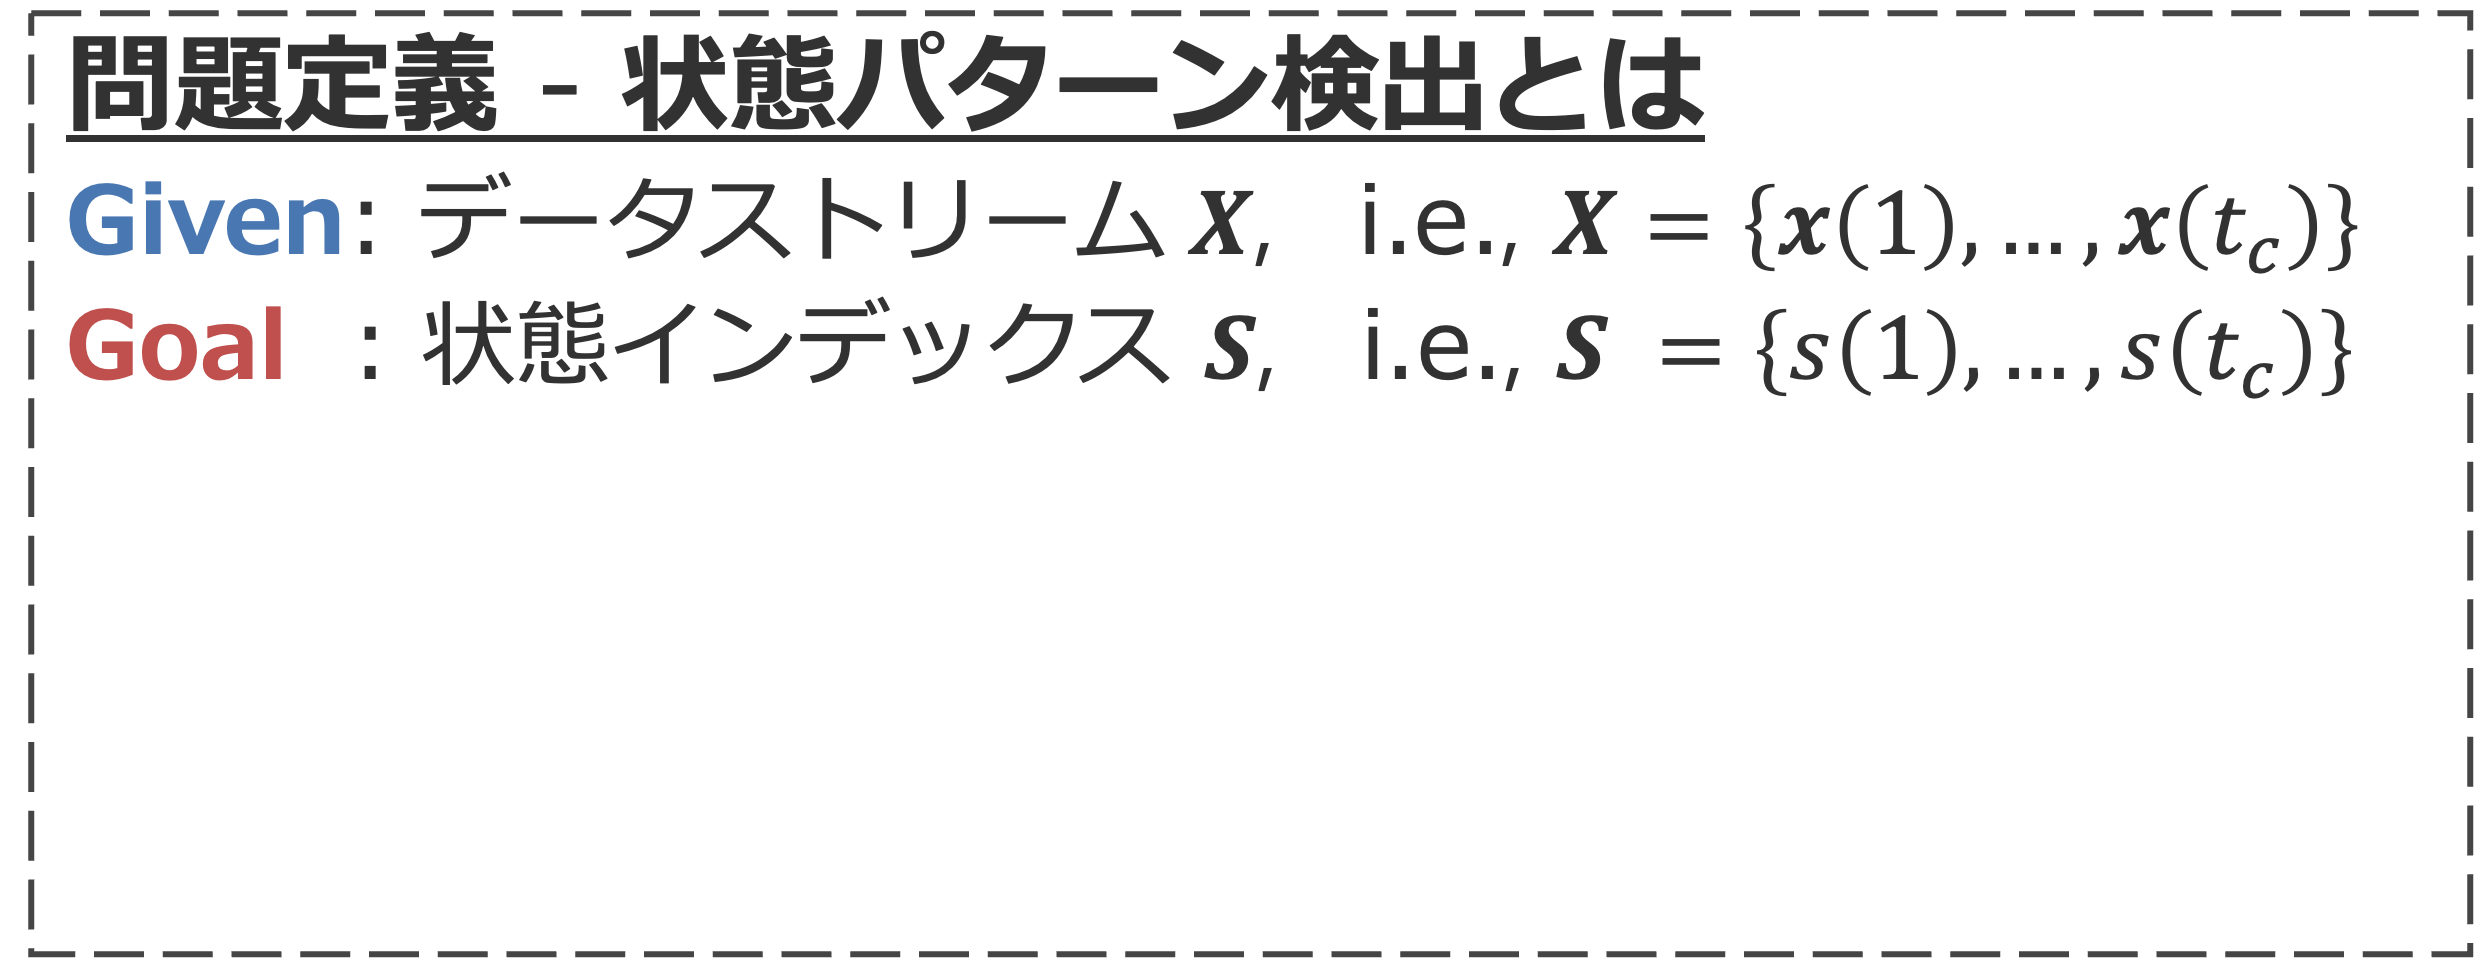 問題定義 - 状態パターン検出とは
Given: データストリーム X, i.e., X = {x(1), … , x(t_c)}
Goal : 状態インデックス S, i.e., S = {s(1), … , s(t_c)}